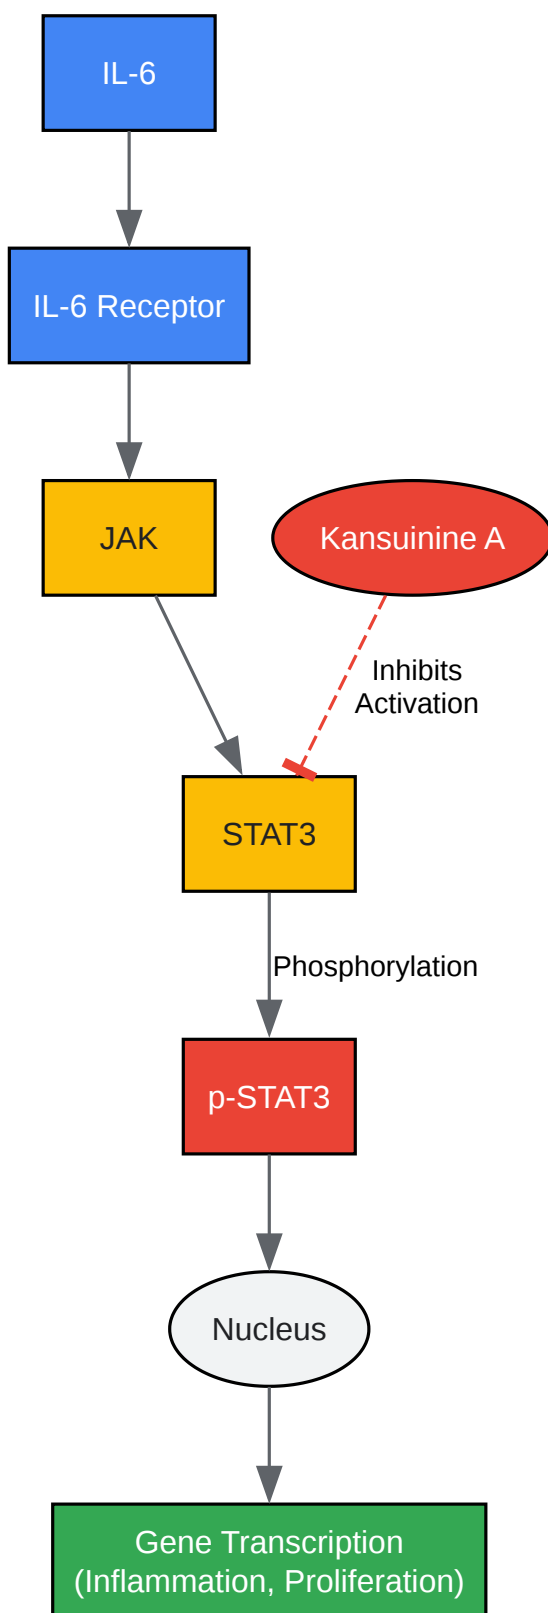 IL-6
IL-6 Receptor
JAK
Kansuinine A
Inhibits
Activation
STAT3
Phosphorylation
p-STAT3
Nucleus
Gene Transcription
(Inflammation, Proliferation)